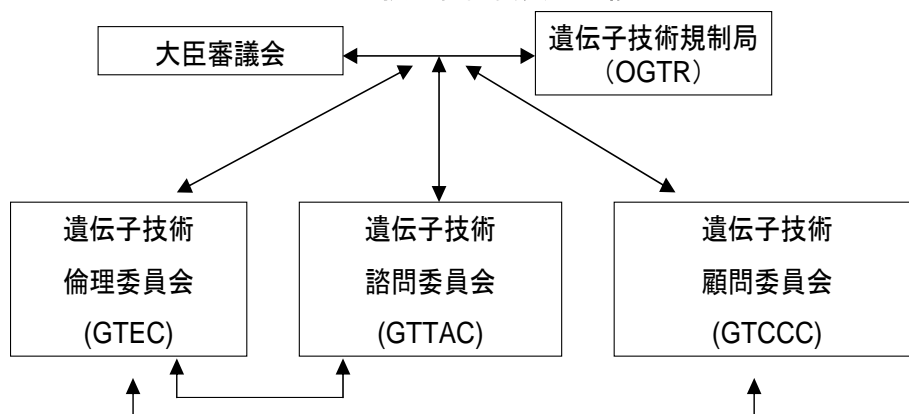 大臣審議会
遺伝子技術規制局
（OGTR）
遺伝子技術
倫理委員会
(GTEC)
遺伝子技術
諮問委員会
(GTTAC)
遺伝子技術
顧問委員会
(GTCCC)